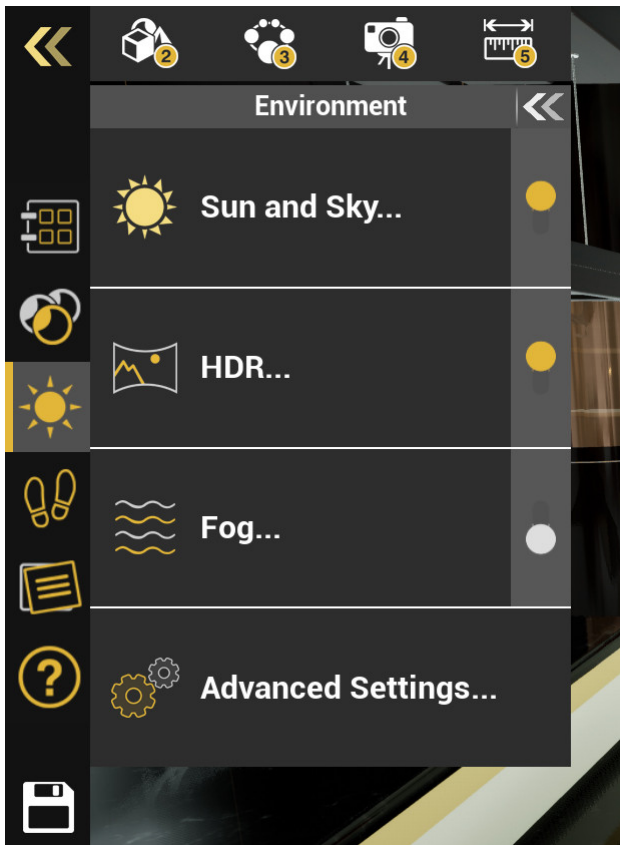 2
3
4
5
Environment
Sun and Sky...
HDR...
Fog...
Advanced Settings...
?